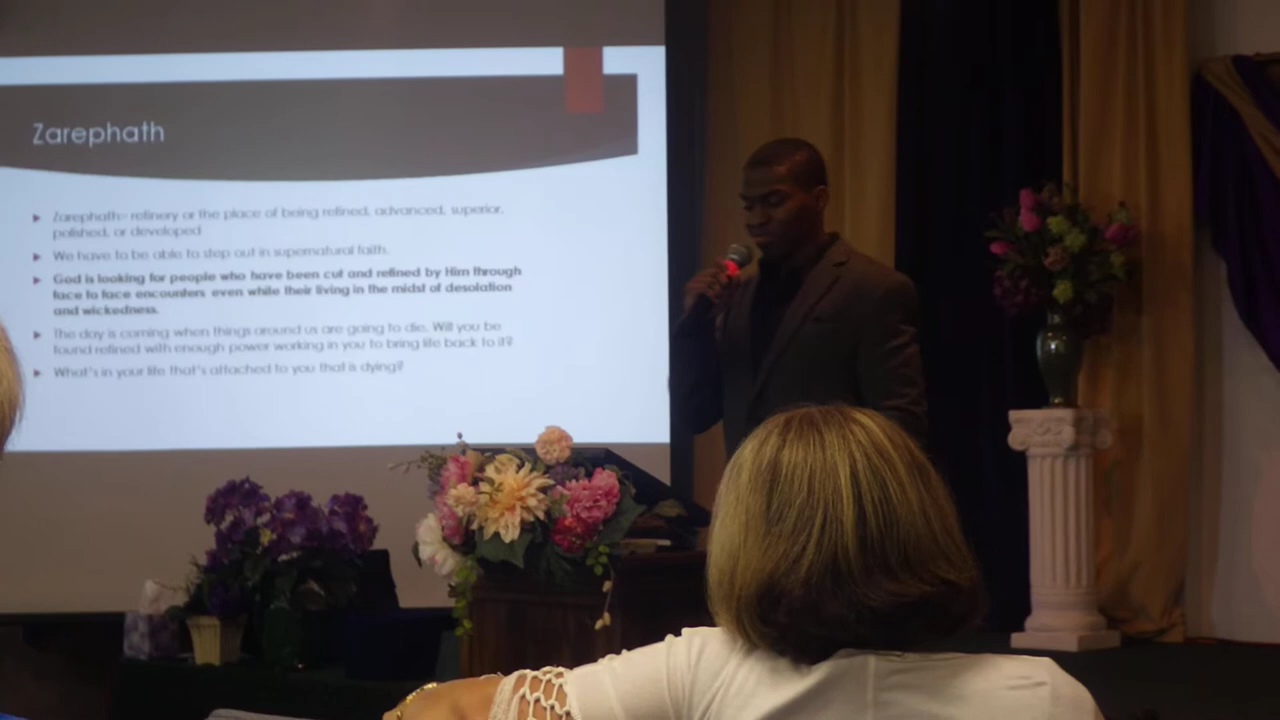 Zarephath
Zarephath- refinery or the place of being refined, advanced, superior,
polished, or developed
We have to be able to step out in supernatural faith.
God is looking for people who have been cut and refined by Him through
face to face encounters even while their living in the midst of desolation
and wickedness.
The day is coming when things around us are going to die. Will you be
found refined with enough power working in you to bring life back to it?
What's in your life that's attached to you that is dying?